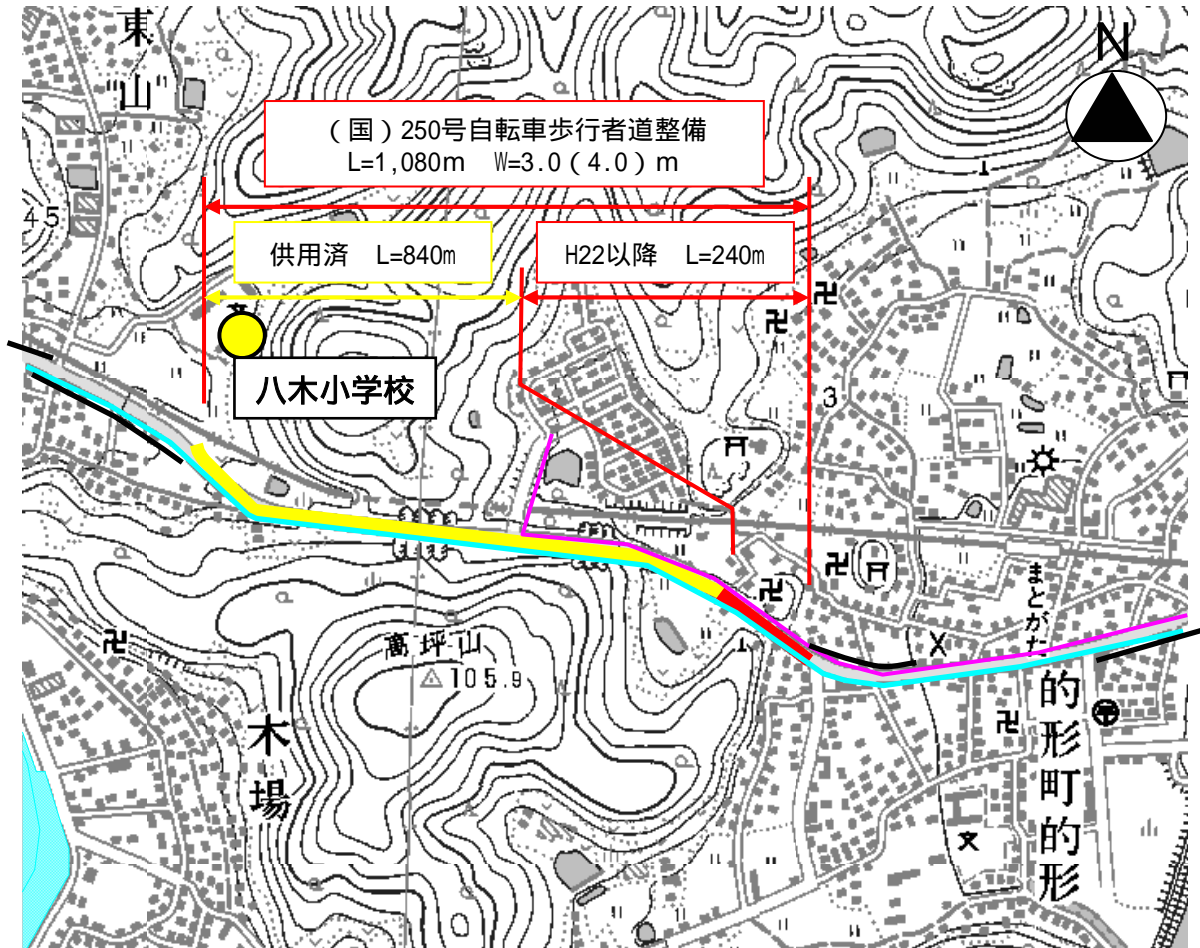 東山
N
（国）250号自転車歩行者道整備
L=1,080m　W=3.0（4.0）m
45
供用済　L=840m
H22以降　L=240m
八木小学校
3
まとがた
高坪山
105.9
木場
的形町的形